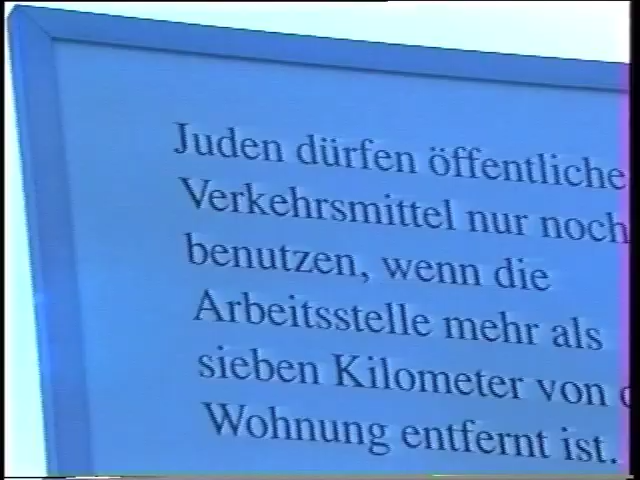 Juden dürfen öffentliche
Verkehrsmittel nur noch
benutzen, wenn die
Arbeitsstelle mehr als
sieben Kilometer von
Wohnung entfernt ist.